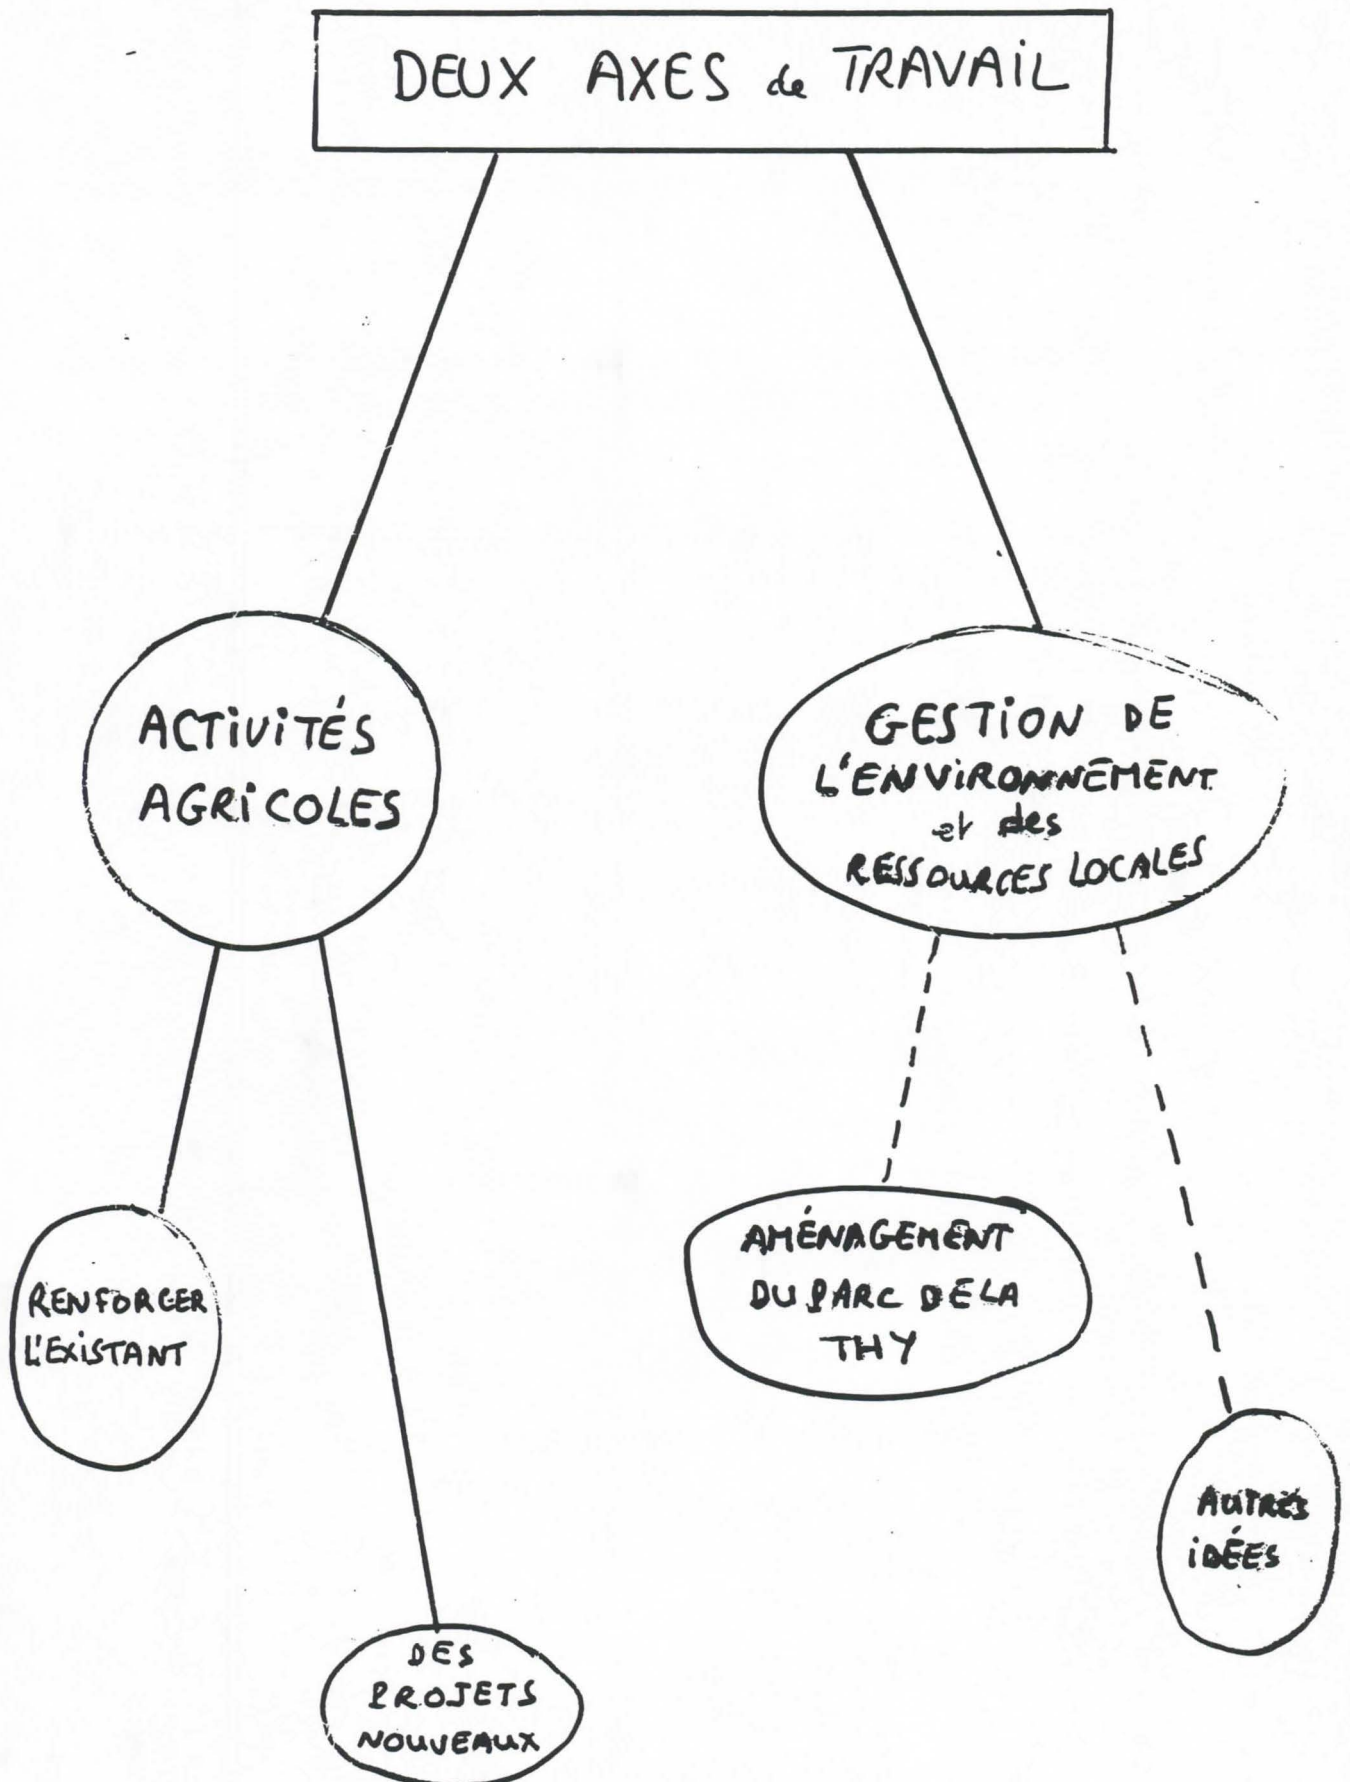 DEUX AXES de TRAVAIL
ACTIVITÉS
AGRICOLES
GESTION DE
L'ENVIRONNEMENT
et des
RESSOURCES LOCALES
RENFORCER
L'EXISTANT
AMÉNAGEMENT
DU PARC DE LA
THY
AUTRES
IDÉES
DES
PROJETS
NOUVEAUX